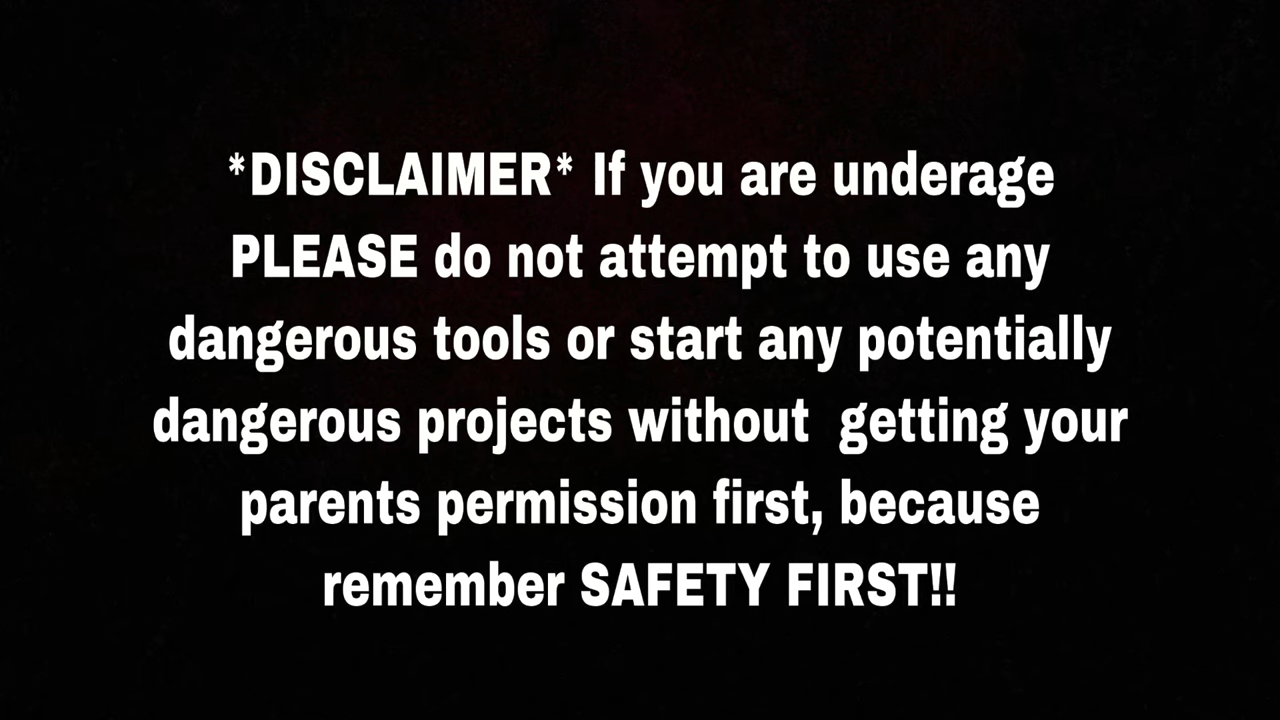 *DISCLAIMER* If you are underage
PLEASE do not attempt to use any
dangerous tools or start any potentially
dangerous projects without  getting your
parents permission first, because
remember SAFETY FIRST!!